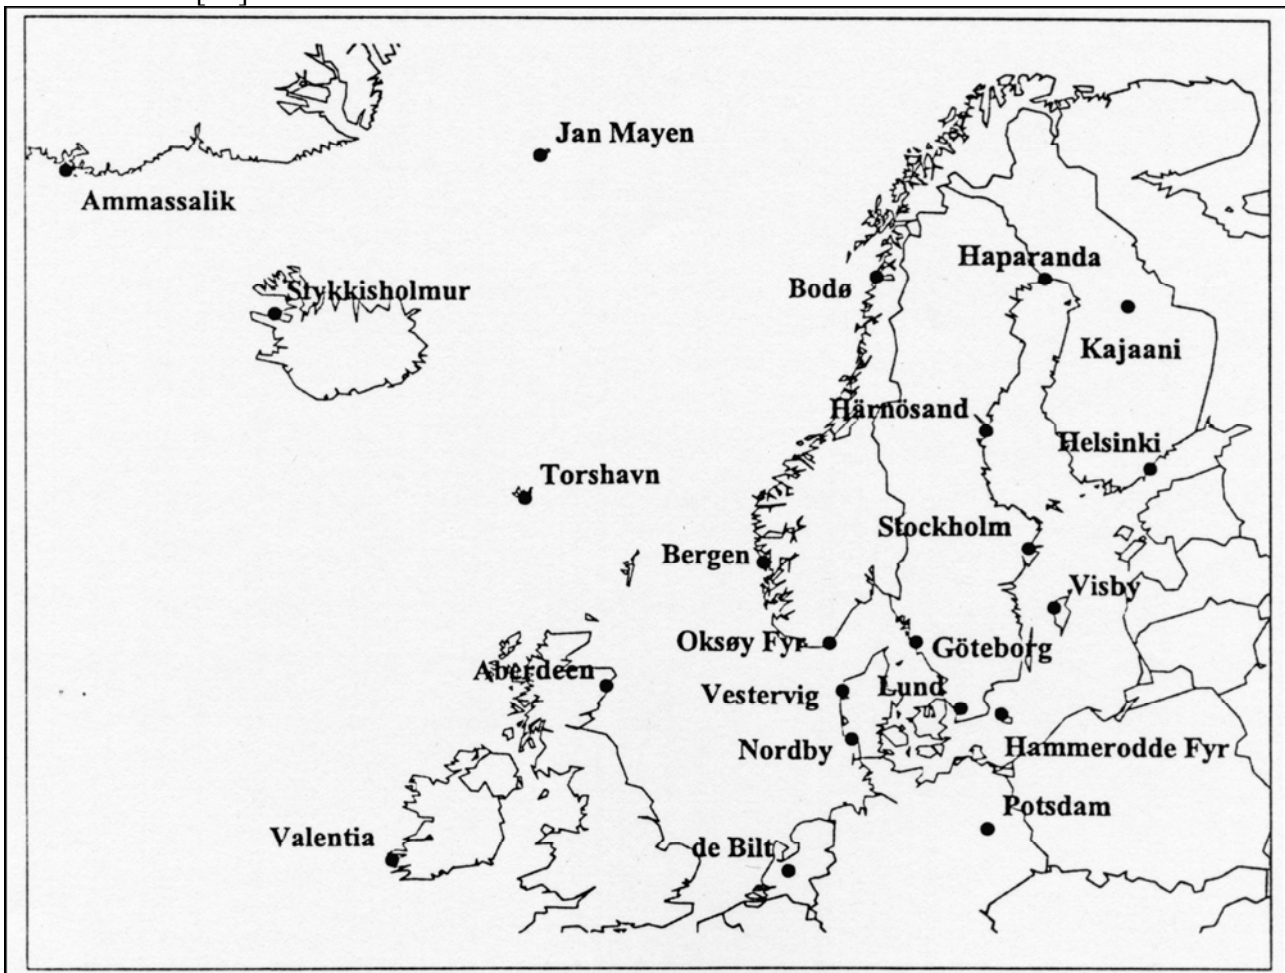 Jan Mayen
Ammassalik
Haparanda
Bodø
Stykkisholmur
Kajaani
Härnösand
Helsinki
Torshavn
Stockholm
Bergen
Visby
Oksøy Fyr
Göteborg
Aberdeen
Vestervig
Lund
Nordby
Hammerodde Fyr
Potsdam
Valentia
de Bilt